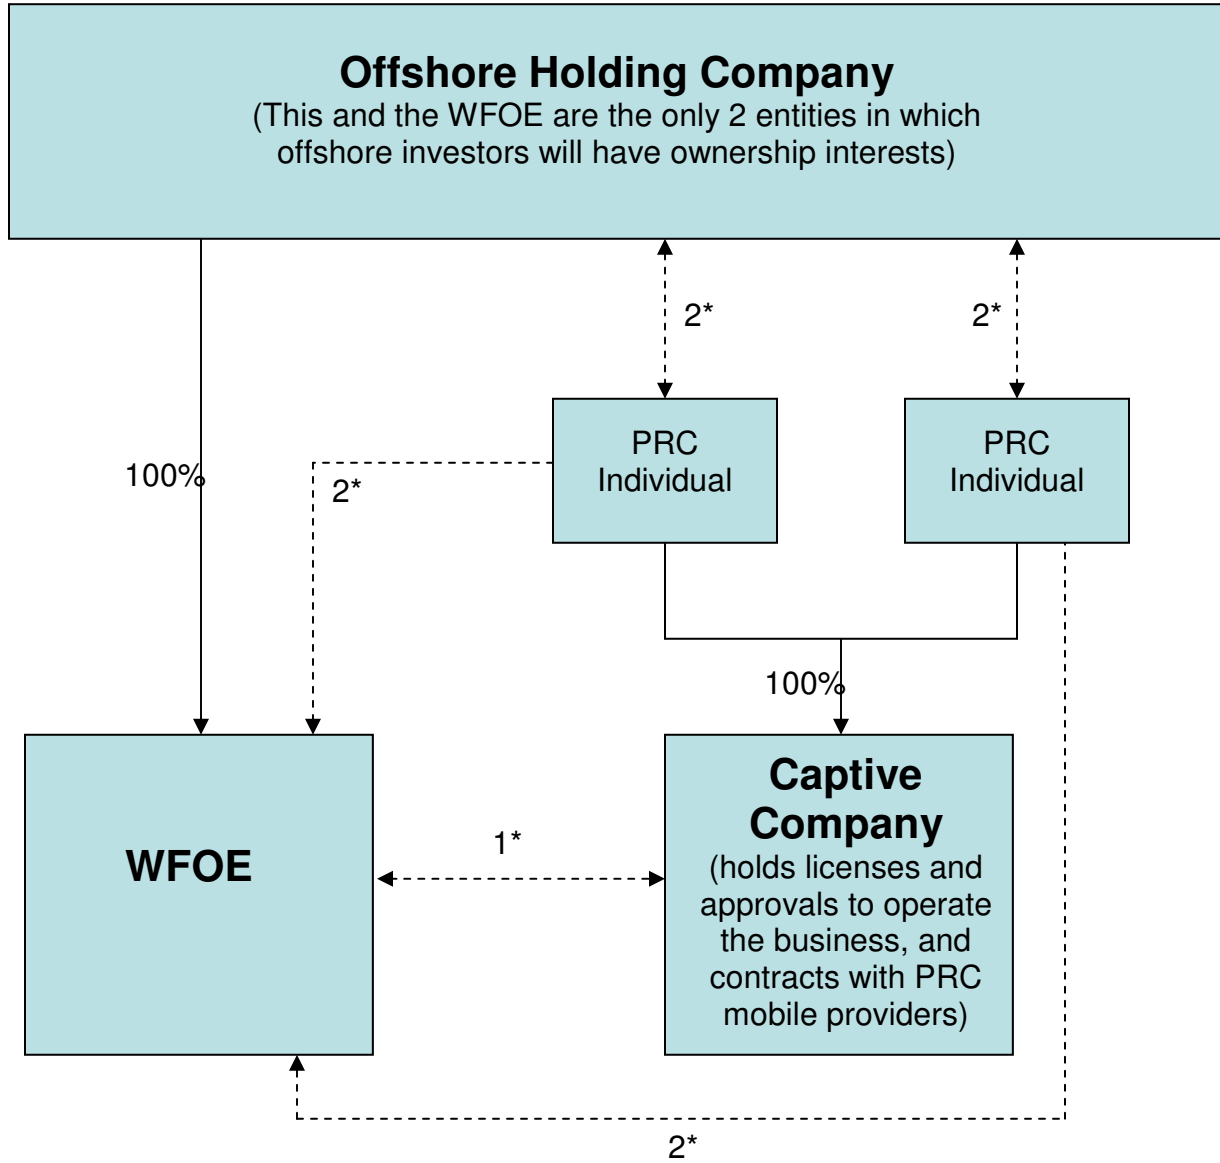 Offshore Holding Company
(This and the WFOE are the only 2 entities in which
offshore investors will have ownership interests)
2*
2*
PRC
Individual
PRC
Individual
100%
2*
100%
WFOE
1*
Captive
Company
(holds licenses and
approvals to operate
the business, and
contracts with PRC
mobile providers)
2*